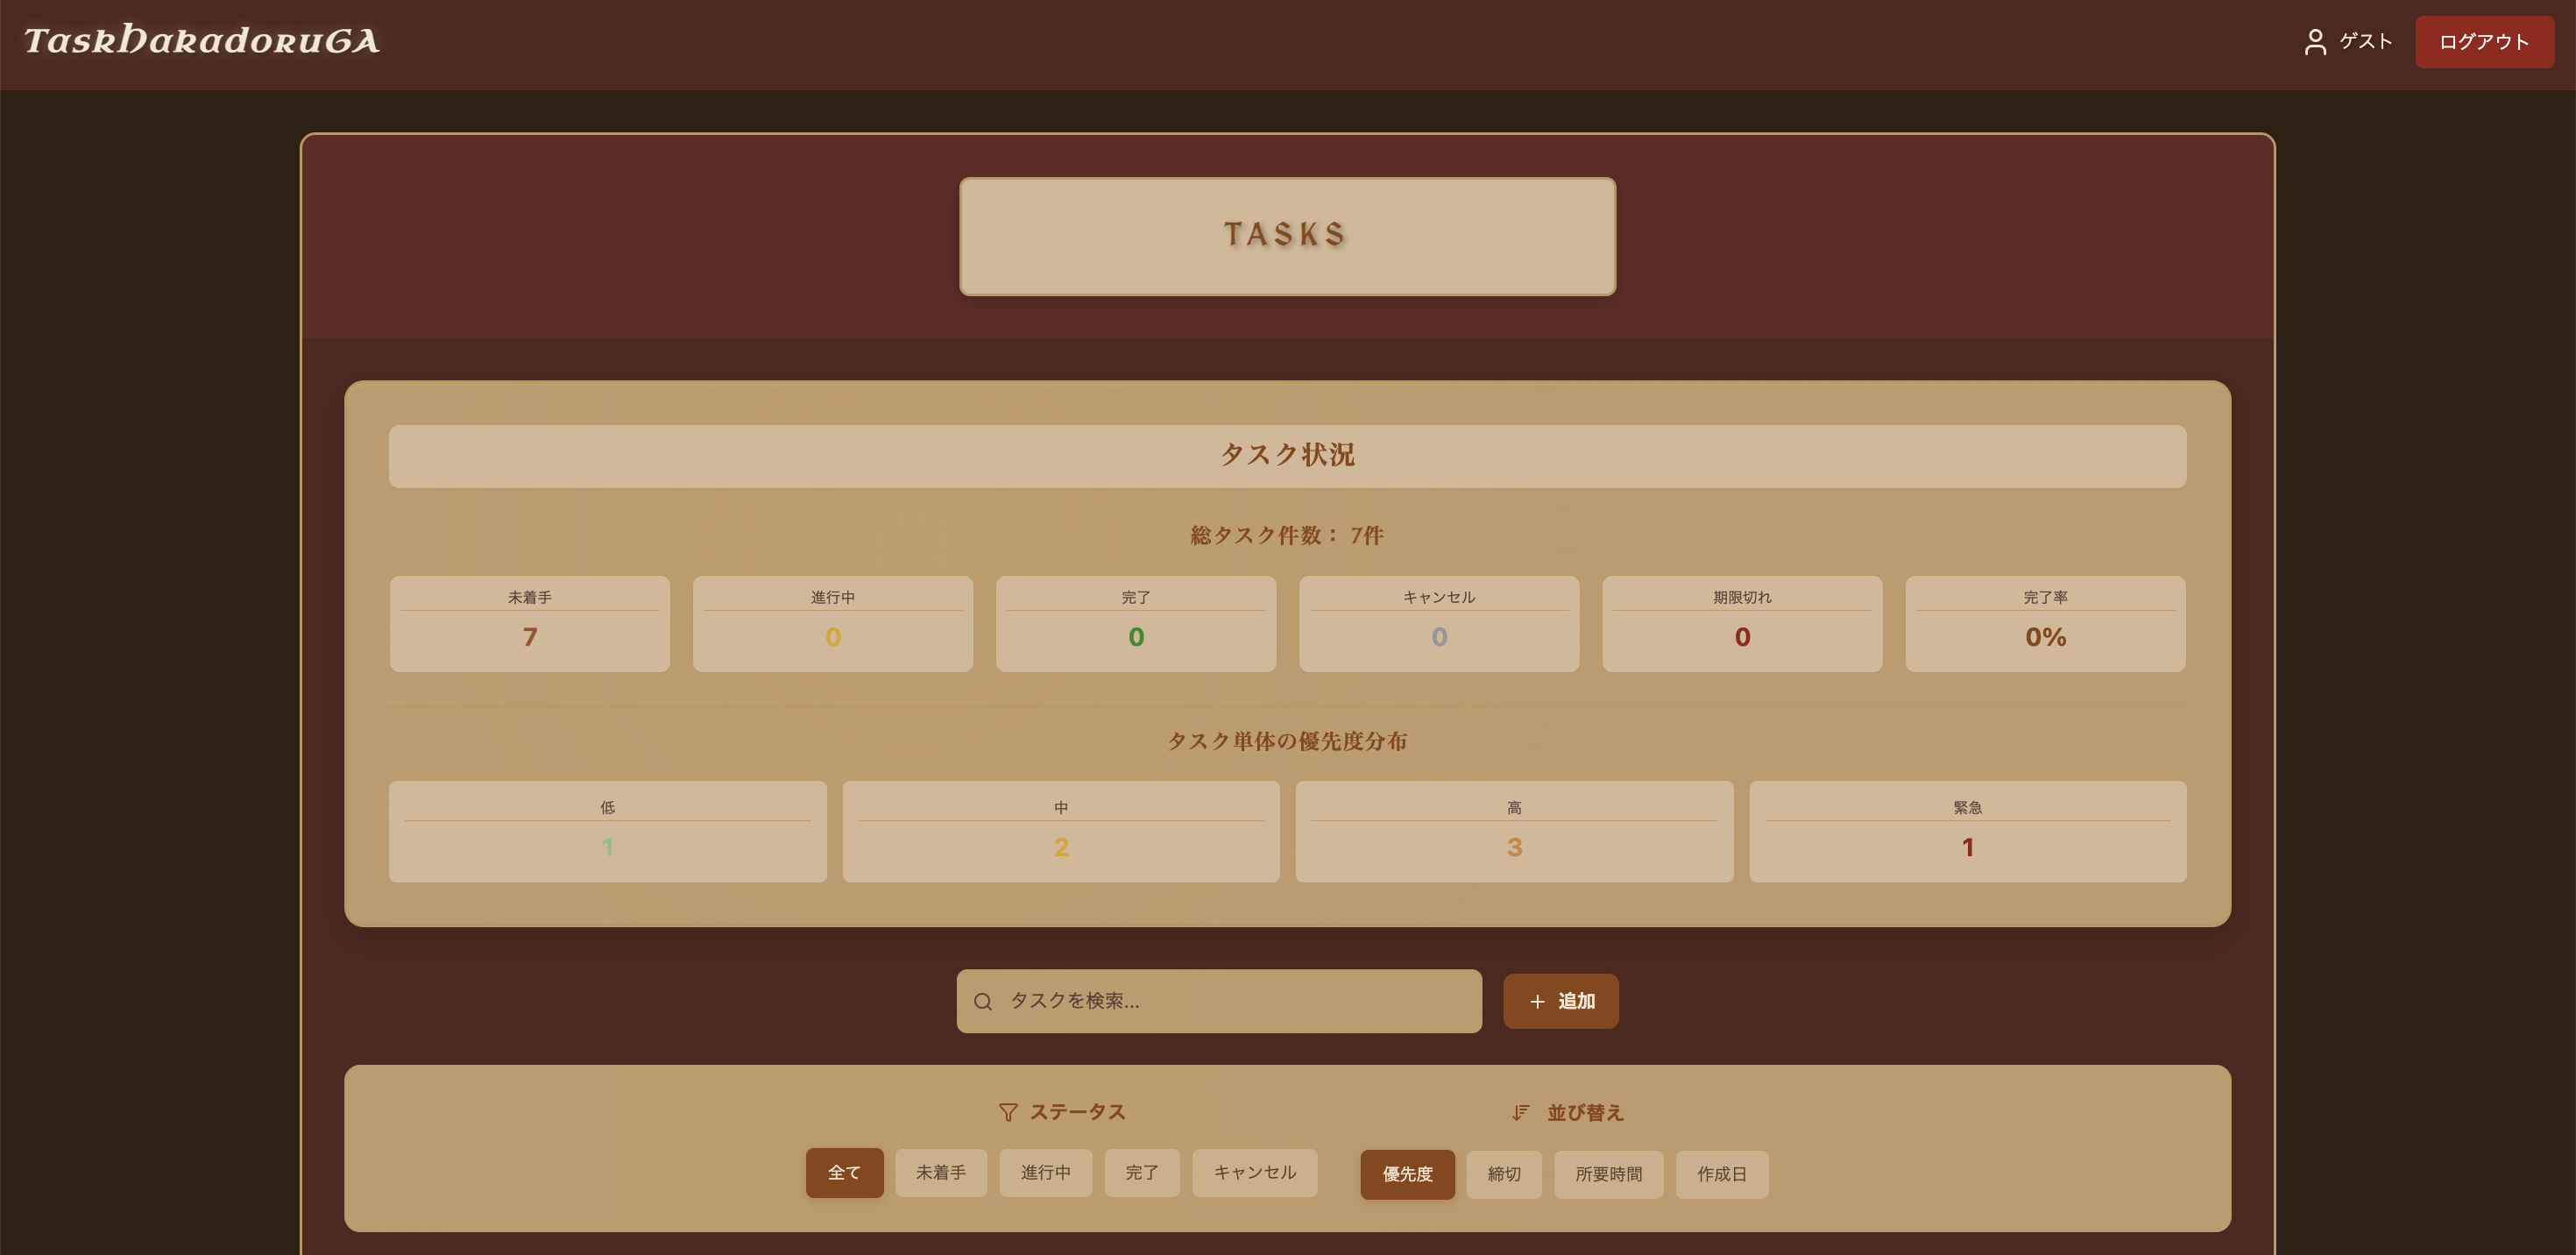 TaskHakadoruGA
ゲスト
ログアウト
TASKS
タスク状況
総タスク件数： 7件
未着手 進行中 完了 キャンセル 期限切れ 完了率
7 0 0 0 0 0%
タスク単体の優先度分布
低 中 高 緊急
1 2 3 1
タスクを検索...
追加
ステータス 並び替え
全て 未着手 進行中 完了 キャンセル 優先度 締切 所要時間 作成日